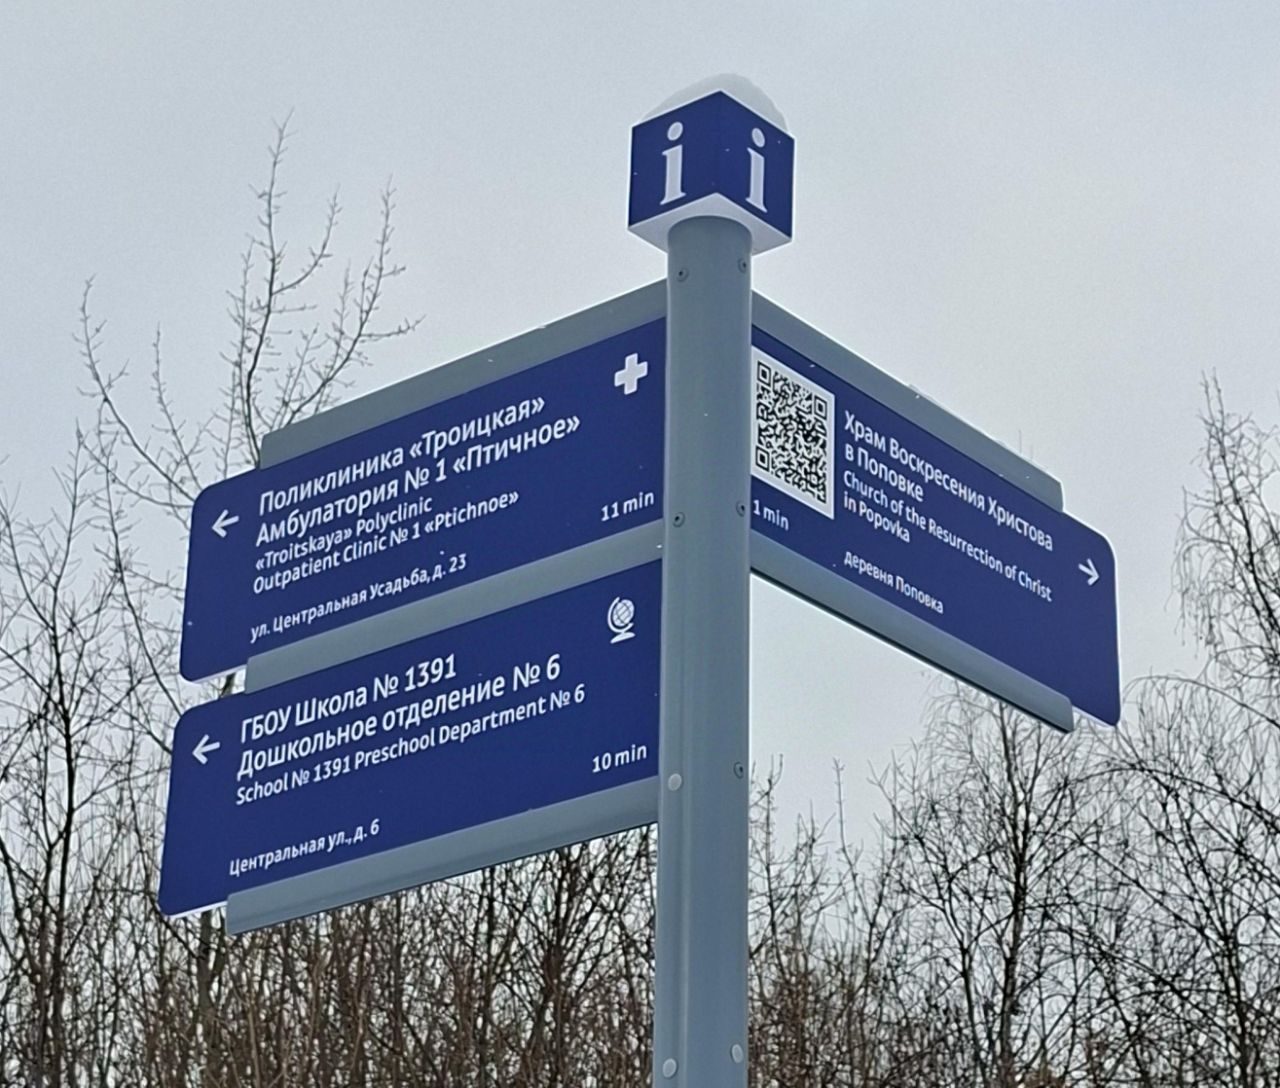 i i
Поликлиника «Троицкая»
Амбулатория № 1 «Птичное»
«Troitskaya» Polyclinic
Outpatient Clinic № 1 «Ptichnoe»
11 min
ул. Центральная Усадьба, д. 23
ГБОУ Школа № 1391
Дошкольное отделение № 6
School № 1391 Preschool Department № 6
10 min
Центральная ул., д. 6
Храм Воскресения Христова
в Поповке
Church of the Resurrection of Christ
in Popovka
1 min
деревня Поповка